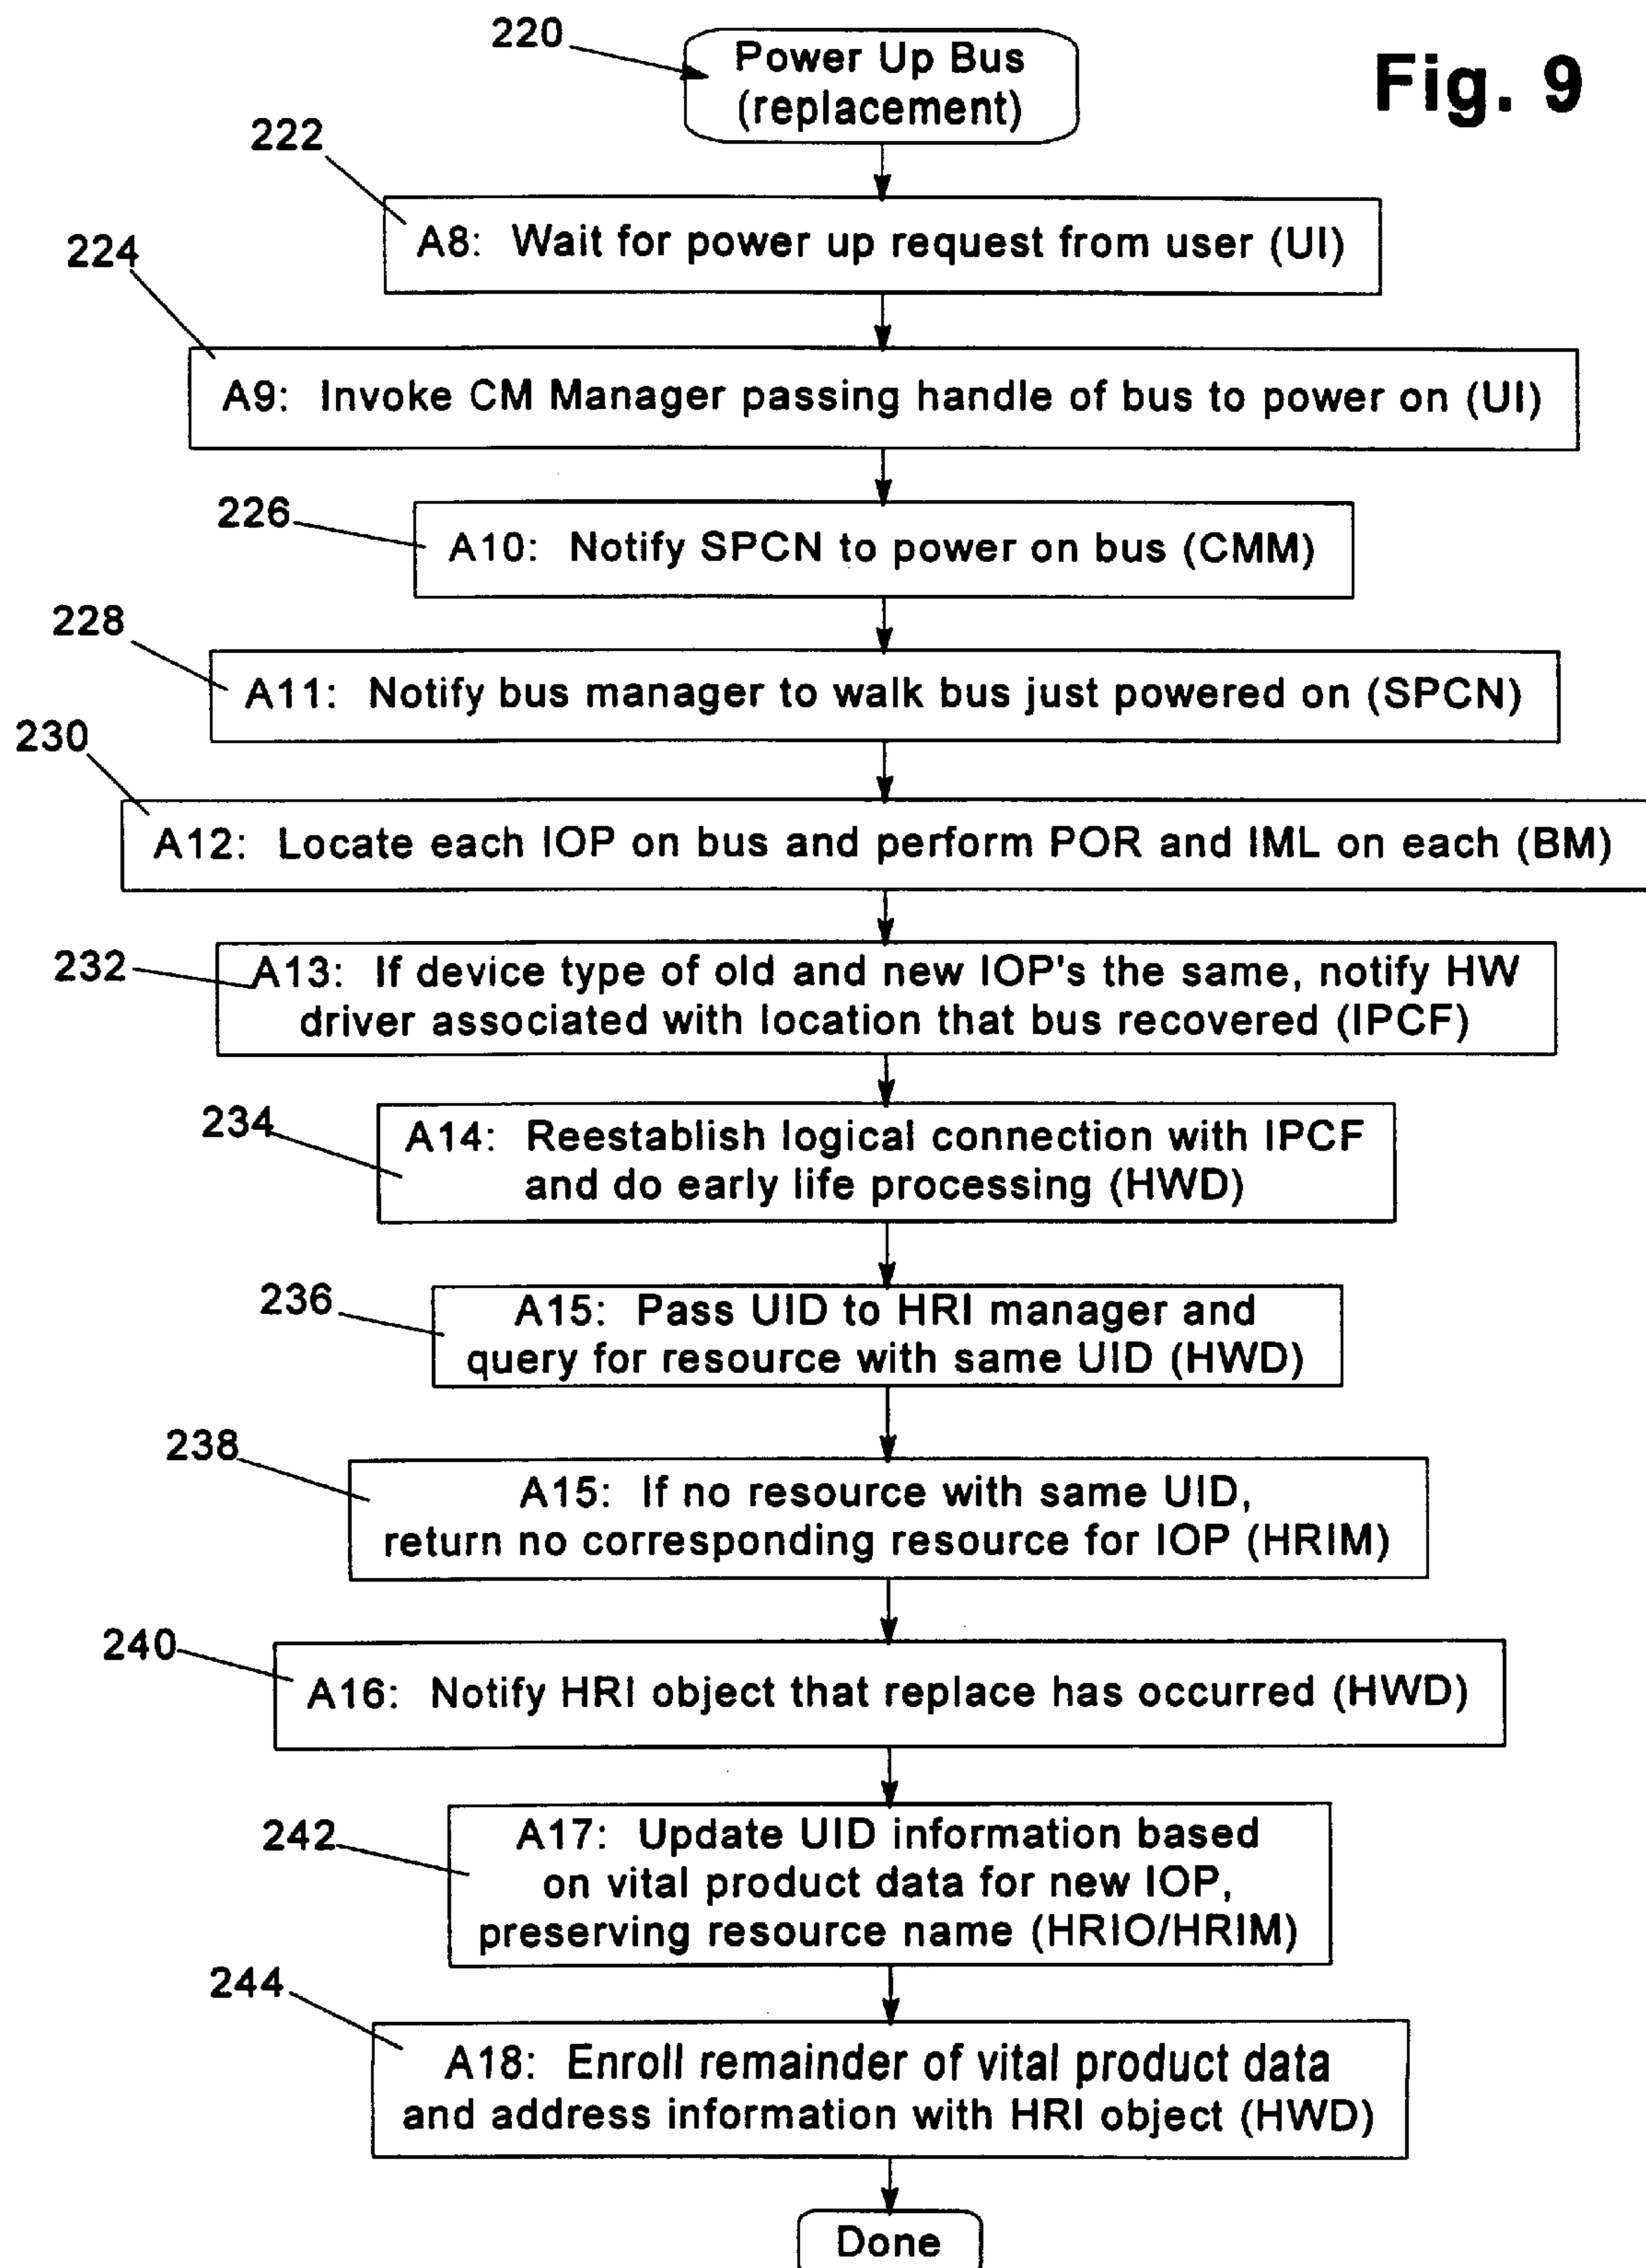 220
Power Up Bus
(replacement)
Fig. 9
222
A8: Wait for power up request from user (UI)
224
A9: Invoke CM Manager passing handle of bus to power on (UI)
226
A10: Notify SPCN to power on bus (CMM)
228
A11: Notify bus manager to walk bus just powered on (SPCN)
230
A12: Locate each IOP on bus and perform POR and IML on each (BM)
232
A13: If device type of old and new IOP's the same, notify HW
driver associated with location that bus recovered (IPCF)
234
A14: Reestablish logical connection with IPCF
and do early life processing (HWD)
236
A15: Pass UID to HRI manager and
query for resource with same UID (HWD)
238
A15: If no resource with same UID,
return no corresponding resource for IOP (HRIM)
240
A16: Notify HRI object that replace has occurred (HWD)
242
A17: Update UID information based
on vital product data for new IOP,
preserving resource name (HRIO/HRIM)
244
A18: Enroll remainder of vital product data
and address information with HRI object (HWD)
Done